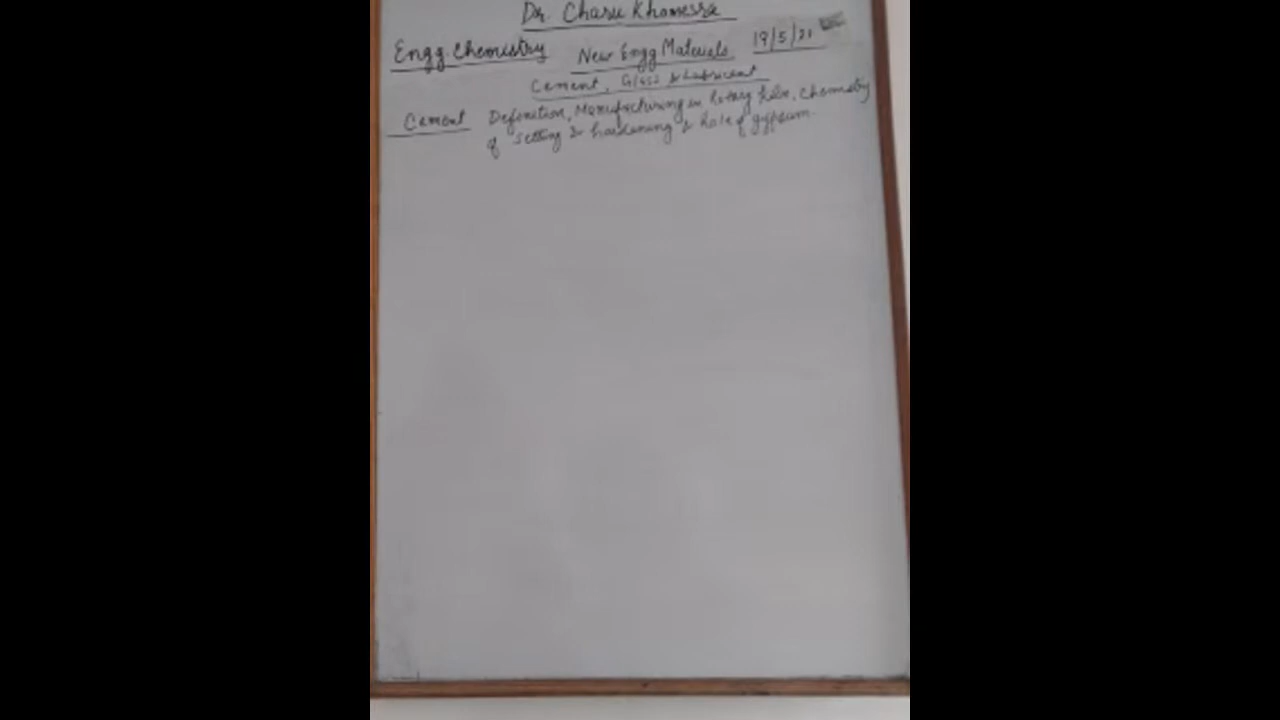 Dr. Charu Khamesra
Engg Chemistry New Engg Materials 19/5/21
Cement, Glass & Lubricant
Cement Definition, Manufacturing in Rotary kiln, Chemistry
of Setting & hardening & Role of gypsum.